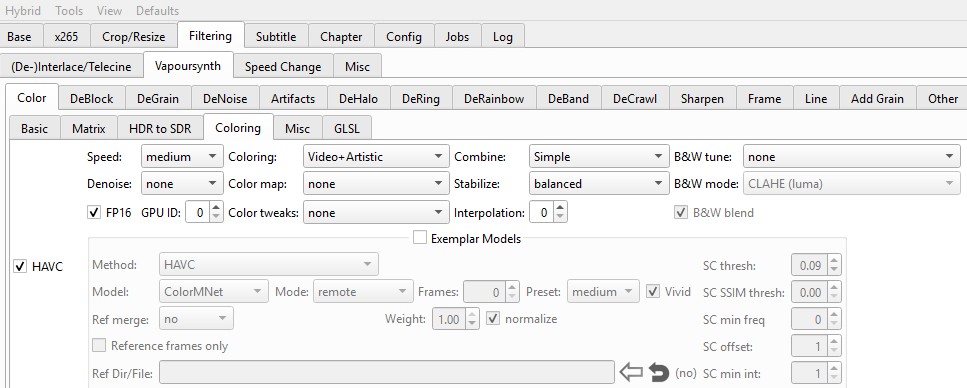 Hybrid Tools View Defaults
Base x265 Crop/Resize Filtering Subtitle Chapter Config Jobs Log
(De-)Interlace/Telecine Vapoursynth Speed Change Misc
Color DeBlock DeGrain DeNoise Artifacts DeHalo DeRing DeRainbow DeBand DeCrawl Sharpen Frame Line Add Grain Other
Basic Matrix HDR to SDR Coloring Misc GLSL
Speed: medium Coloring: Video+Artistic Combine: Simple B&W tune: none
Denoise: none Color map: none Stabilize: balanced B&W mode: CLAHE (luma)
FP16 GPU ID: 0 Color tweaks: none Interpolation: 0 B&W blend
Exemplar Models
HAVC Method: HAVC SC thresh: 0.09
Model: ColorMNet Mode: remote Frames: 0 Preset: medium Vivid SC SSIM thresh: 0.00
Ref merge: no Weight: 1.00 normalize SC min freq 0
Reference frames only SC offset: 1
Ref Dir/File: (no) SC min int: 1